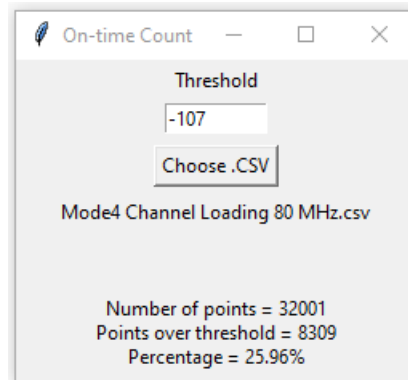 On-time Count
Threshold
-107
Choose .CSV
Mode4 Channel Loading 80 MHz.csv
Number of points = 32001
Points over threshold = 8309
Percentage = 25.96%